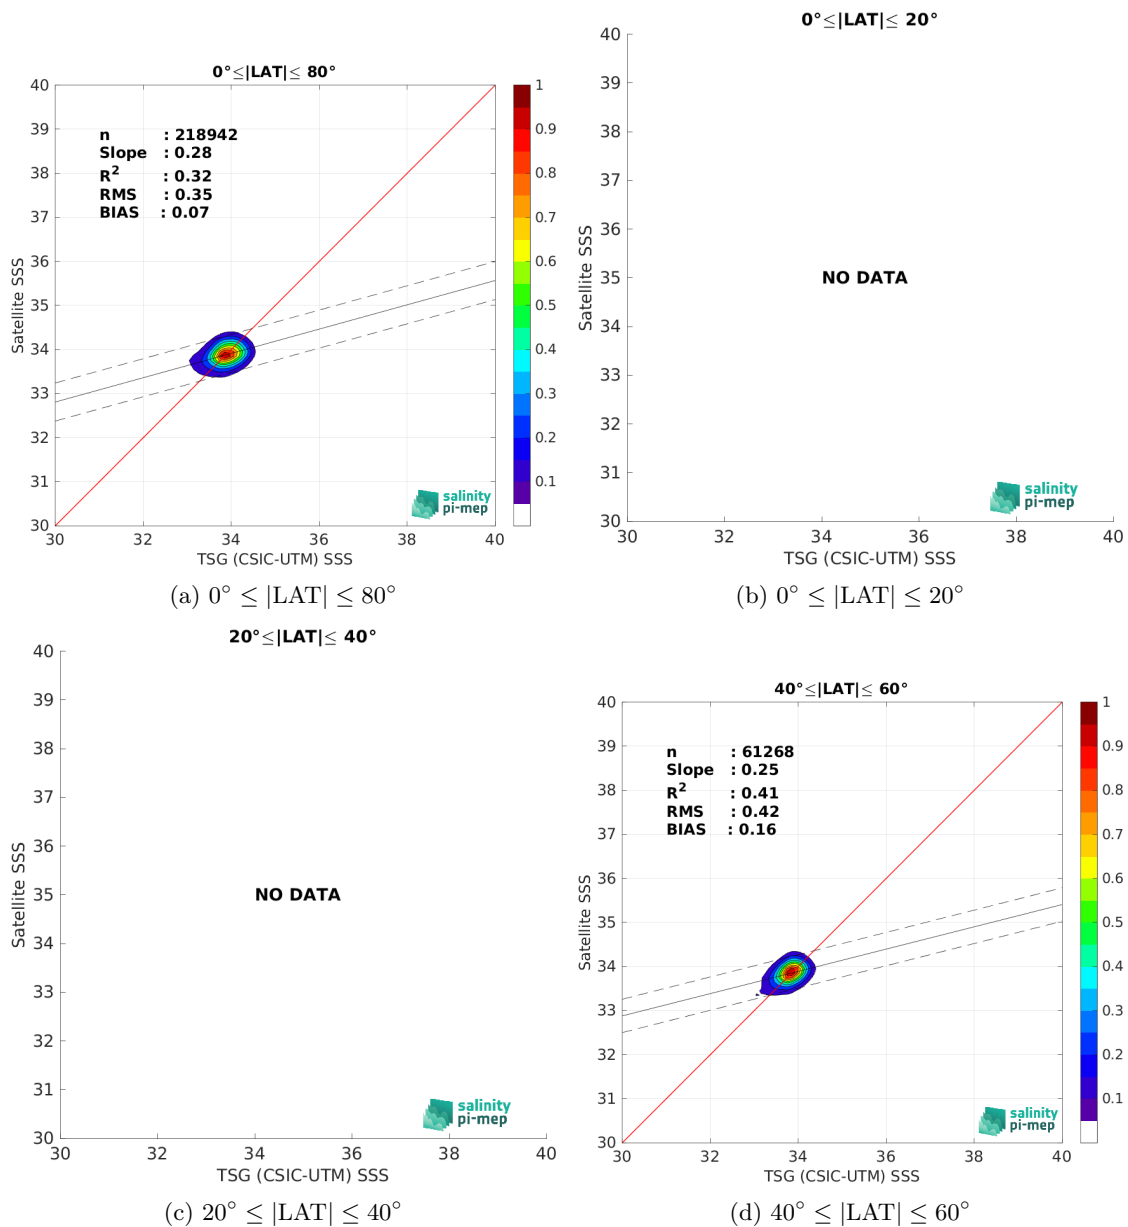 0°≤|LAT|≤ 80°
40
39
38
37
36
35
34
33
32
31
30
Satellite SSS
n : 218942
Slope : 0.28
R² : 0.32
RMS : 0.35
BIAS : 0.07
salinity
pi-mep
30 32 34 36 38 40
TSG (CSIC-UTM) SSS
1
0.9
0.8
0.7
0.6
0.5
0.4
0.3
0.2
0.1
(a) 0° ≤ |LAT| ≤ 80°
0°≤|LAT|≤ 20°
40
39
38
37
36
35
34
33
32
31
30
Satellite SSS
NO DATA
salinity
pi-mep
30 32 34 36 38 40
TSG (CSIC-UTM) SSS
(b) 0° ≤ |LAT| ≤ 20°
20°≤|LAT|≤ 40°
40
39
38
37
36
35
34
33
32
31
30
Satellite SSS
NO DATA
salinity
pi-mep
30 32 34 36 38 40
TSG (CSIC-UTM) SSS
(c) 20° ≤ |LAT| ≤ 40°
40°≤|LAT|≤ 60°
40
39
38
37
36
35
34
33
32
31
30
Satellite SSS
n : 61268
Slope : 0.25
R² : 0.41
RMS : 0.42
BIAS : 0.16
salinity
pi-mep
30 32 34 36 38 40
TSG (CSIC-UTM) SSS
1
0.9
0.8
0.7
0.6
0.5
0.4
0.3
0.2
0.1
(d) 40° ≤ |LAT| ≤ 60°